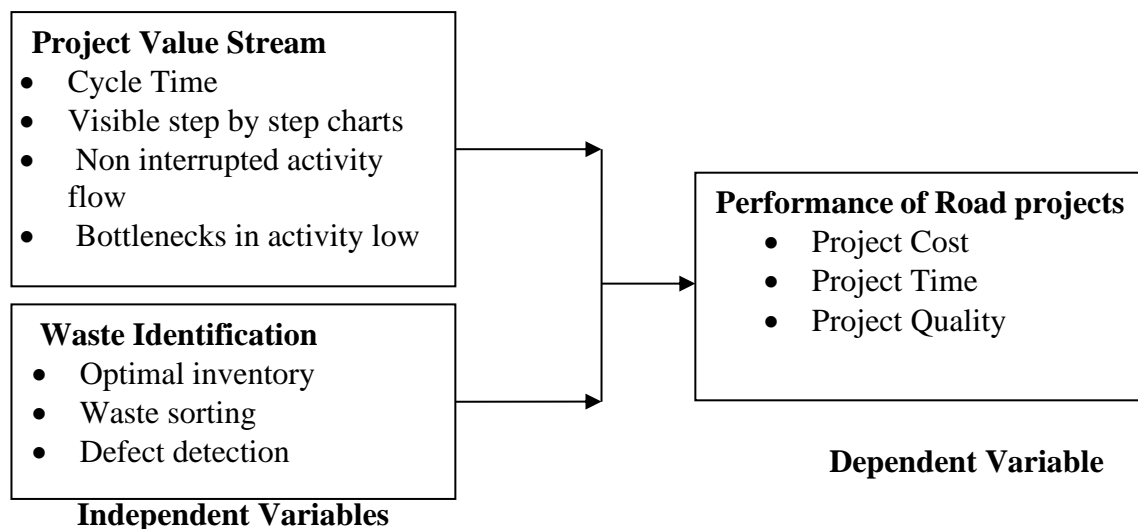 Project Value Stream
• Cycle Time
• Visible step by step charts
• Non interrupted activity
flow
• Bottlenecks in activity low
Waste Identification
• Optimal inventory
• Waste sorting
• Defect detection
Independent Variables
Performance of Road projects
• Project Cost
• Project Time
• Project Quality
Dependent Variable